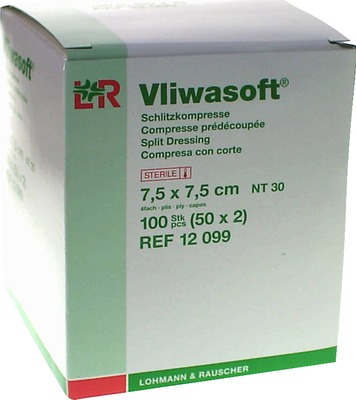 L&R Vliwasoft®
Schlitzkompresse
Compresse prédécoupée
Split Dressing
Compresa con corte
STERILE
7,5 x 7,5 cm NT 30
4fach - plis - ply - capas
100 Stk pcs (50 x 2)
REF 12 099
LOHMANN & RAUSCHER